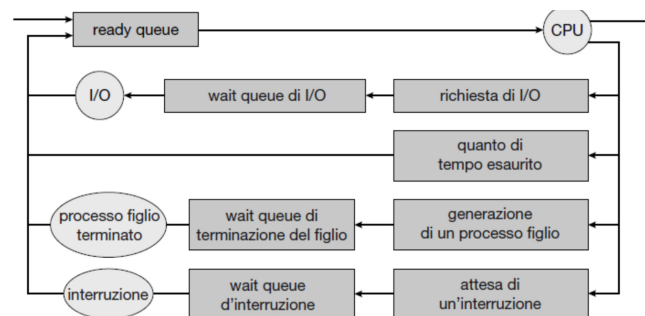 ready queue
CPU
I/O
wait queue di I/O
richiesta di I/O
quanto di
tempo esaurito
processo figlio
terminato
wait queue di
terminazione del figlio
generazione
di un processo figlio
interruzione
wait queue
d'interruzione
attesa di
un'interruzione